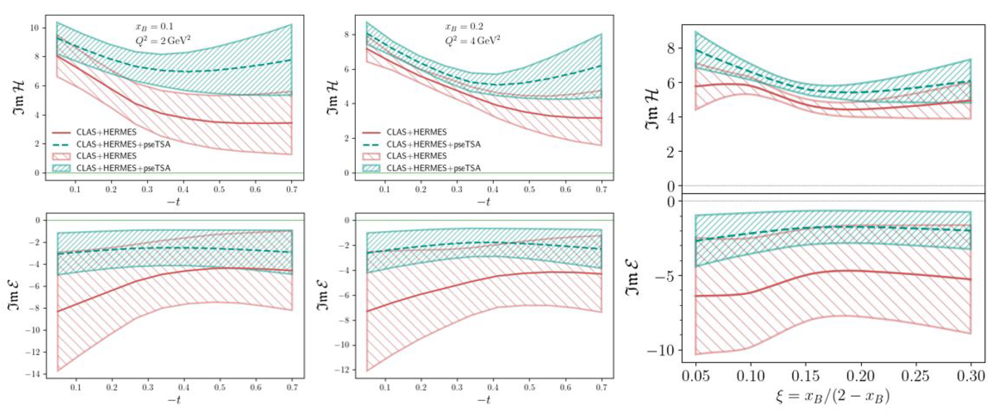 x_B = 0.1
Q² = 2 GeV²
10
8
6
4
2
0
ℑm ℋ
CLAS+HERMES
CLAS+HERMES+pseTSA
CLAS+HERMES
CLAS+HERMES+pseTSA
0.1 0.2 0.3 0.4 0.5 0.6 0.7
−t
x_B = 0.2
Q² = 4 GeV²
8
6
4
2
0
ℑm ℋ
CLAS+HERMES
CLAS+HERMES+pseTSA
CLAS+HERMES
CLAS+HERMES+pseTSA
0.1 0.2 0.3 0.4 0.5 0.6 0.7
−t
8
6
4
2
0
ℑm ℋ
0
−2
−4
−6
−8
−10
−12
−14
ℑm ℰ
0.1 0.2 0.3 0.4 0.5 0.6 0.7
−t
0
−2
−4
−6
−8
−10
−12
ℑm ℰ
0.1 0.2 0.3 0.4 0.5 0.6 0.7
−t
0
−5
−10
ℑm ℰ
0.05 0.10 0.15 0.20 0.25 0.30
ξ = x_B/(2 − x_B)